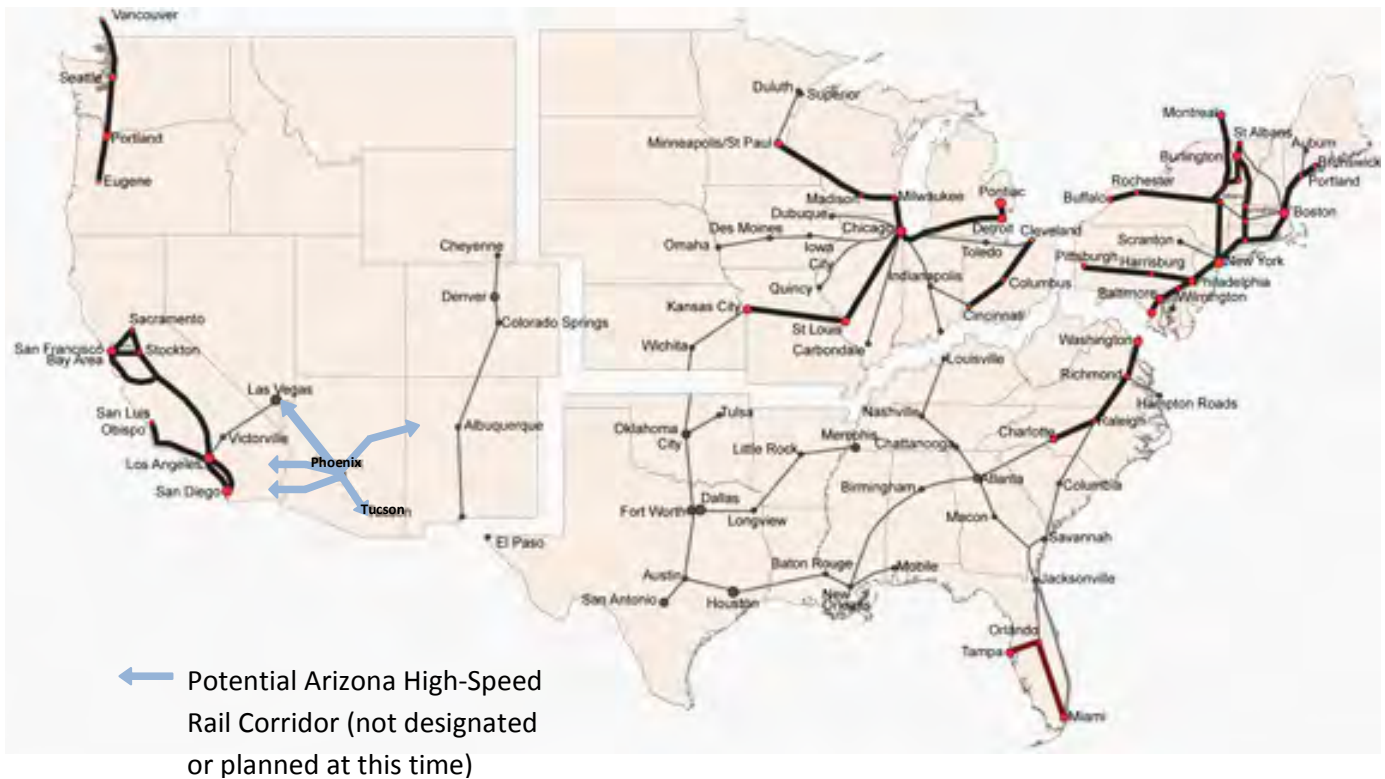 Vancouver
Seattle
Portland
Eugene
Sacramento
San Francisco
Bay Area
Stockton
San Luis
Obispo
Los Angeles
San Diego
Las Vegas
Victorville
Phoenix
Tucson
Cheyenne
Denver
Colorado Springs
Albuquerque
El Paso
Duluth
Superior
Minneapolis/St Paul
Madison
Milwaukee
Dubuque
Chicago
Pontiac
Detroit
Omaha
Des Moines
Iowa
City
Toledo
Cleveland
Quincy
Indianapolis
Columbus
Kansas City
St Louis
Cincinnati
Carbondale
Wichita
Louisville
Oklahoma
City
Tulsa
Little Rock
Memphis
Nashville
Chattanooga
Fort Worth
Dallas
Longview
Birmingham
Atlanta
Macon
Columbia
Savannah
Austin
San Antonio
Houston
Baton Rouge
New
Orleans
Mobile
Jacksonville
Orlando
Tampa
Miami
Montreal
St Albans
Burlington
Auburn
Brunswick
Portland
Rochester
Buffalo
Boston
Scranton
New York
Pittsburgh
Harrisburg
Philadelphia
Baltimore
Wilmington
Washington
Richmond
Hampton Roads
Raleigh
Charlotte
Potential Arizona High-Speed
Rail Corridor (not designated
or planned at this time)